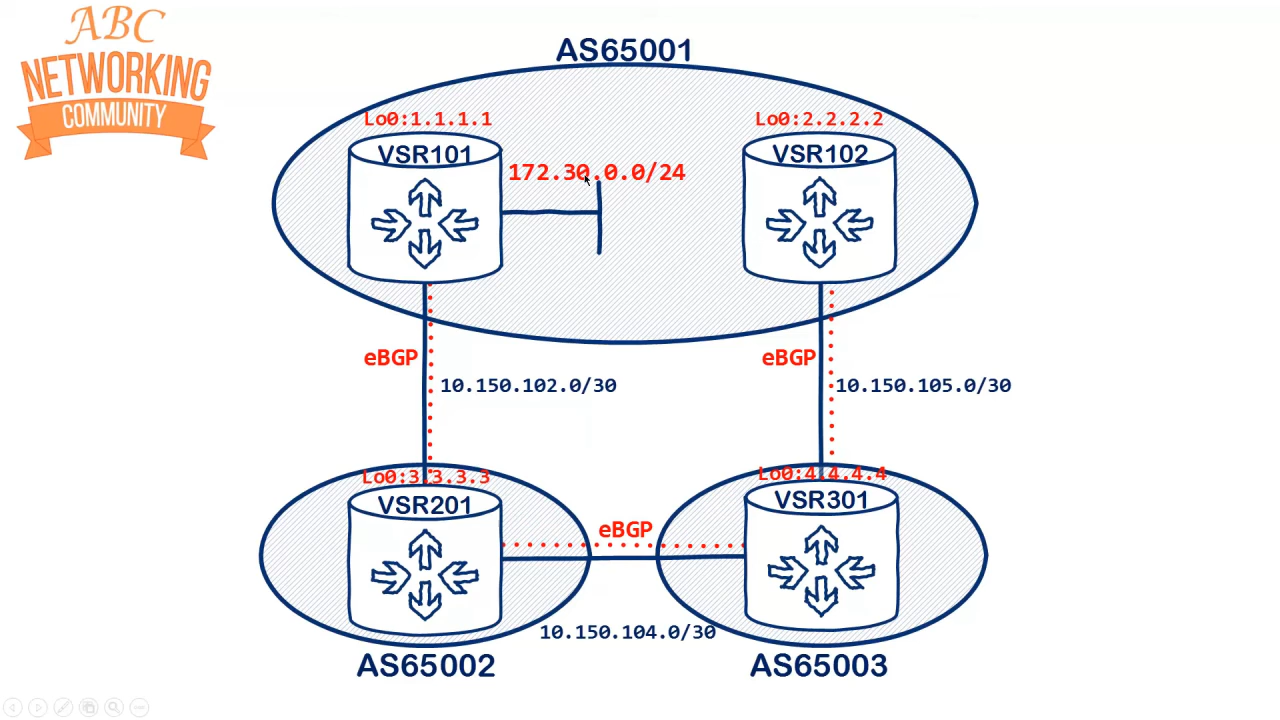 ABC
NETWORKING
COMMUNITY
AS65001
Lo0:1.1.1.1
Lo0:2.2.2.2
VSR101
VSR102
172.30.0.0/24
eBGP
eBGP
10.150.102.0/30
10.150.105.0/30
Lo0:3.3.3.3
Lo0:4.4.4.4
VSR201
VSR301
eBGP
10.150.104.0/30
AS65002
AS65003